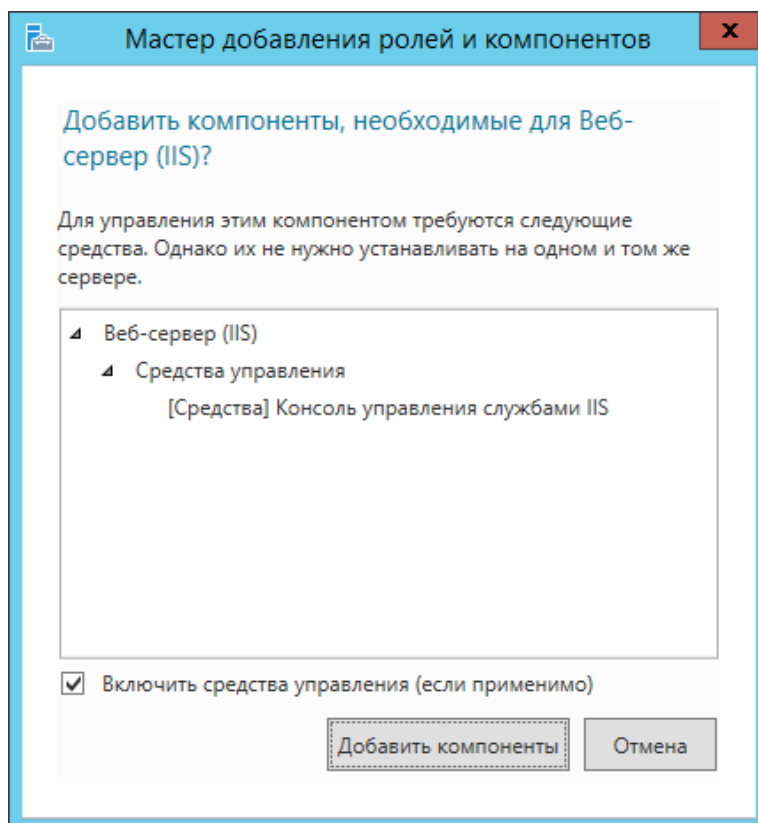 Мастер добавления ролей и компонентов
x
Добавить компоненты, необходимые для Веб-
сервер (IIS)?
Для управления этим компонентом требуются следующие
средства. Однако их не нужно устанавливать на одном и том же
сервере.
Веб-сервер (IIS)
Средства управления
[Средства] Консоль управления службами IIS
Включить средства управления (если применимо)
Добавить компоненты
Отмена